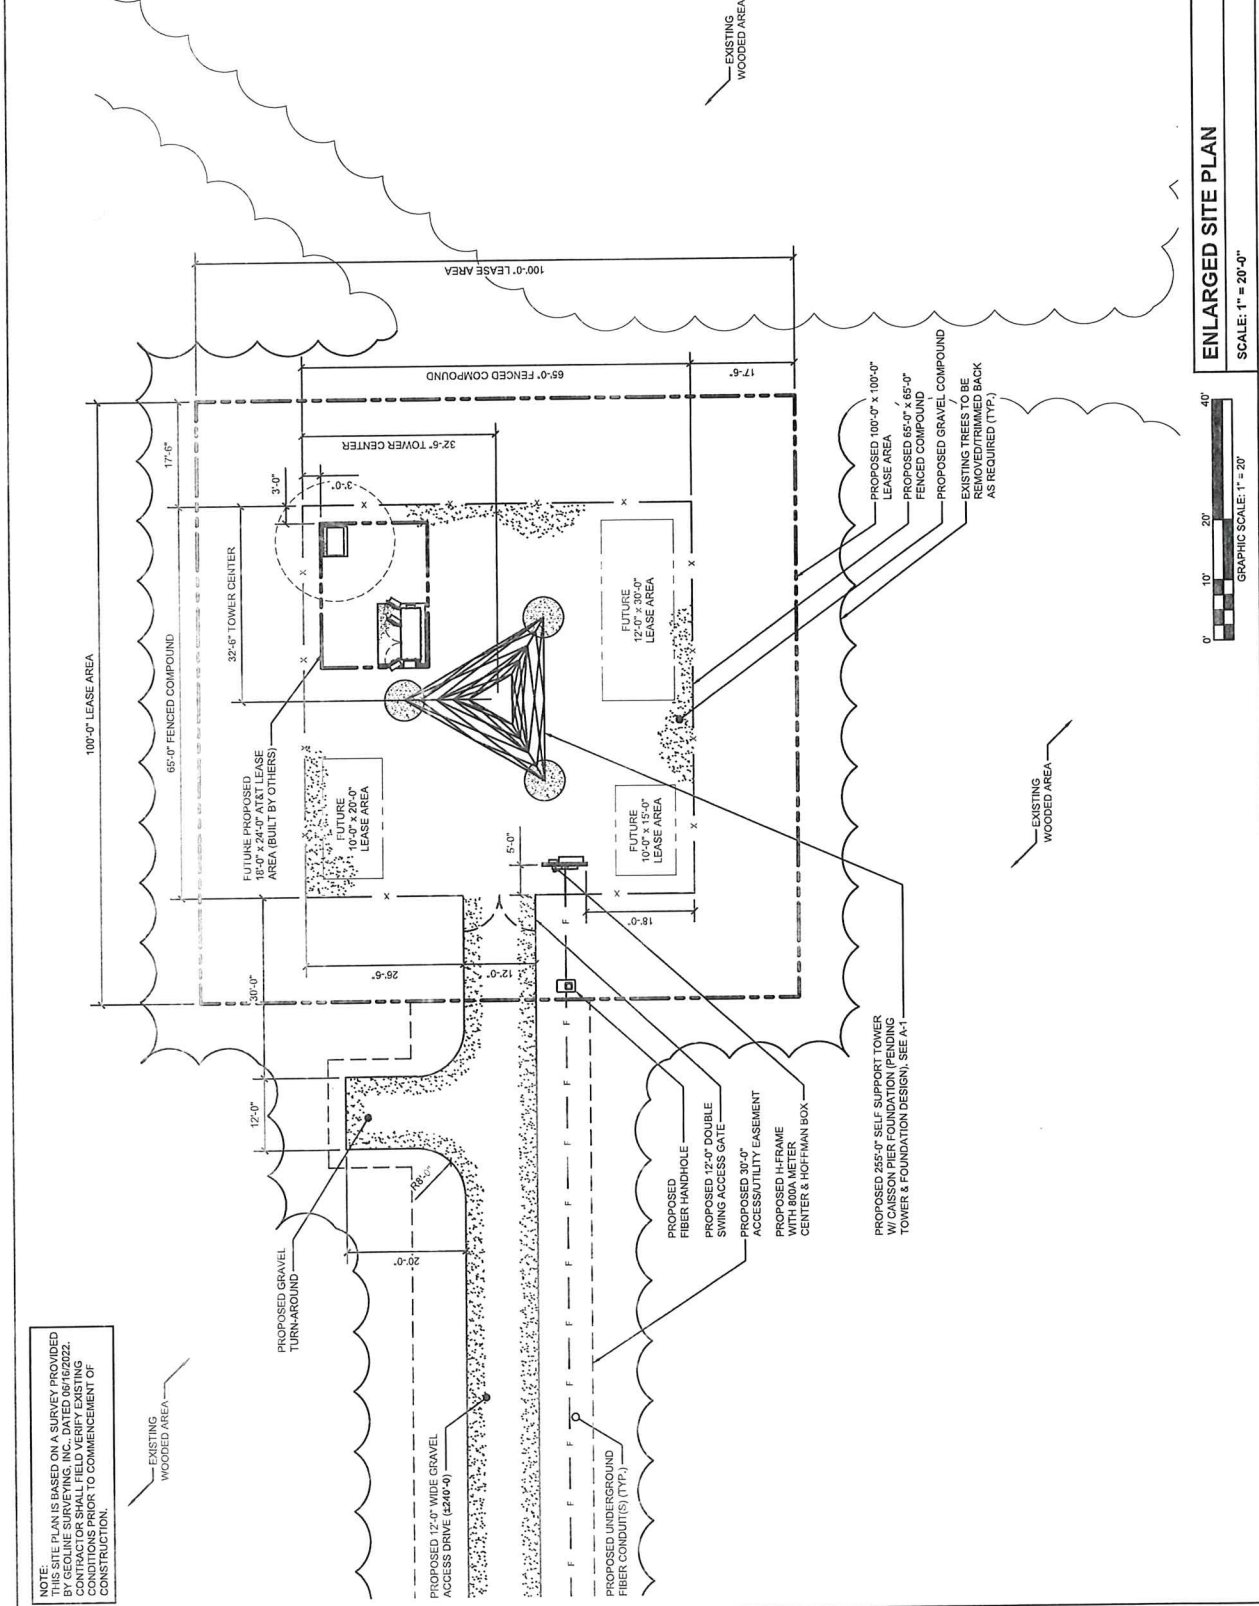 NOTE:
THIS SITE PLAN IS BASED ON A SURVEY PROVIDED
BY GEOLINE SURVEYING, INC., DATED 06/16/2022.
CONTRACTOR SHALL FIELD VERIFY EXISTING
CONDITIONS PRIOR TO COMMENCEMENT OF
CONSTRUCTION.
EXISTING
WOODED AREA
EXISTING
WOODED AREA
100'-0" LEASE AREA
17'-6"
65'-0" FENCED COMPOUND
3'-0"
32'-6" TOWER CENTER
30'-0"
12'-0"
FUTURE PROPOSED
18'-0" x 24'-0" AT&T LEASE
AREA (BUILT BY OTHERS)
PROPOSED GRAVEL
TURN-AROUND
R8'-0"
20'-0"
26'-6"
12'-0"
18'-0"
5'-0"
3'-0"
32'-6" TOWER CENTER
65'-0" FENCED COMPOUND
17'-6"
100'-0" LEASE AREA
FUTURE
10'-0" x 20'-0"
LEASE AREA
FUTURE
10'-0" x 15'-0"
LEASE AREA
FUTURE
12'-0" x 30'-0"
LEASE AREA
X
X
X
X
X
X
X
X
X
X
X
F
F
F
F
F
F
F
F
PROPOSED 12'-0" WIDE GRAVEL
ACCESS DRIVE (±240'-0)
PROPOSED UNDERGROUND
FIBER CONDUIT(S) (TYP.)
PROPOSED
FIBER HANDHOLE
PROPOSED 12'-0" DOUBLE
SWING ACCESS GATE
PROPOSED 30'-0"
ACCESS/UTILITY EASEMENT
PROPOSED H-FRAME
WITH 800A METER
CENTER & HOFFMAN BOX
PROPOSED 255'-0" SELF SUPPORT TOWER
W/ CAISSON PIER FOUNDATION (PENDING
TOWER & FOUNDATION DESIGN), SEE A-1
PROPOSED 100'-0" x 100'-0"
LEASE AREA
PROPOSED 65'-0" x 65'-0"
FENCED COMPOUND
PROPOSED GRAVEL COMPOUND
EXISTING TREES TO BE
REMOVED/TRIMMED BACK
AS REQUIRED (TYP.)
EXISTING
WOODED AREA
0' 10' 20' 40'
GRAPHIC SCALE: 1" = 20'
ENLARGED SITE PLAN
SCALE: 1" = 20'-0"